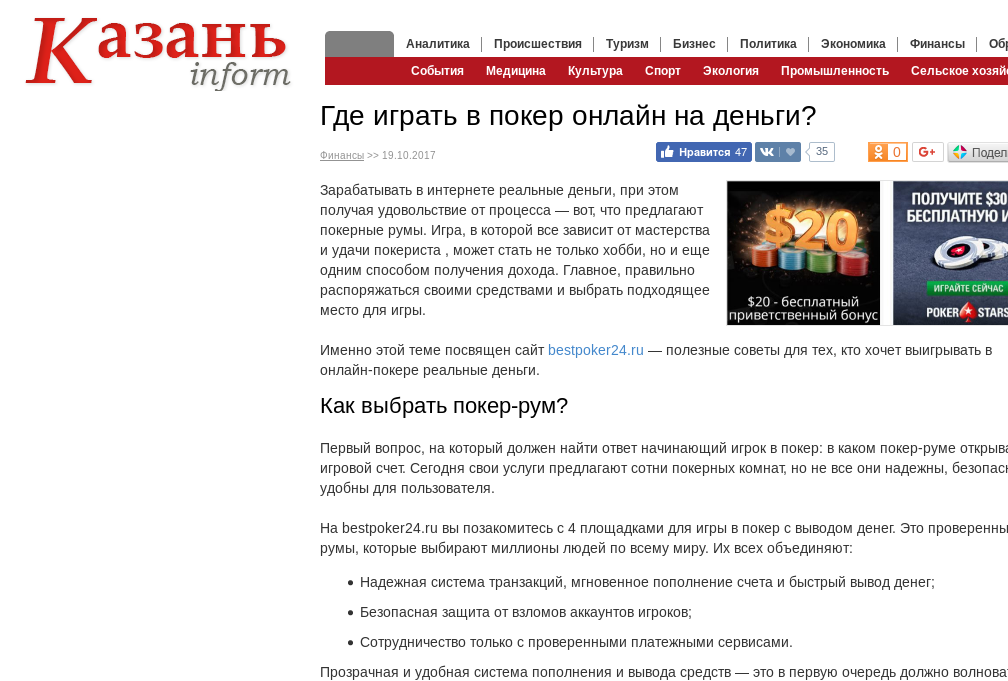 Казань
inform
Аналитика Происшествия Туризм Бизнес Политика Экономика Финансы
События Медицина Культура Спорт Экология Промышленность Сельское
Где играть в покер онлайн на деньги?
Финансы >> 19.10.2017
Нравится 47 35 0 G+
Зарабатывать в интернете реальные деньги, при этом
получая удовольствие от процесса — вот, что предлагают
покерные румы. Игра, в которой все зависит от мастерства
и удачи покериста , может стать не только хобби, но и еще
одним способом получения дохода. Главное, правильно
распоряжаться своими средствами и выбрать подходящее
место для игры.
$20
$20 - бесплатный
приветственный бонус
ПОЛУЧИТЕ $30
БЕСПЛАТНУЮ
ИГРАЙТЕ СЕЙЧАС
POKER STARS
Именно этой теме посвящен сайт bestpoker24.ru — полезные советы для тех, кто хочет выигрывать в
онлайн-покере реальные деньги.
Как выбрать покер-рум?
Первый вопрос, на который должен найти ответ начинающий игрок в покер: в каком покер-руме
игровой счет. Сегодня свои услуги предлагают сотни покерных комнат, но не все они надежны,
удобны для пользователя.
На bestpoker24.ru вы позакомитесь с 4 площадками для игры в покер с выводом денег. Это
румы, которые выбирают миллионы людей по всему миру. Их всех объединяют:
Надежная система транзакций, мгновенное пополнение счета и быстрый вывод денег;
Безопасная защита от взломов аккаунтов игроков;
Сотрудничество только с проверенными платежными сервисами.
Прозрачная и удобная система пополнения и вывода средств — это в первую очередь должно